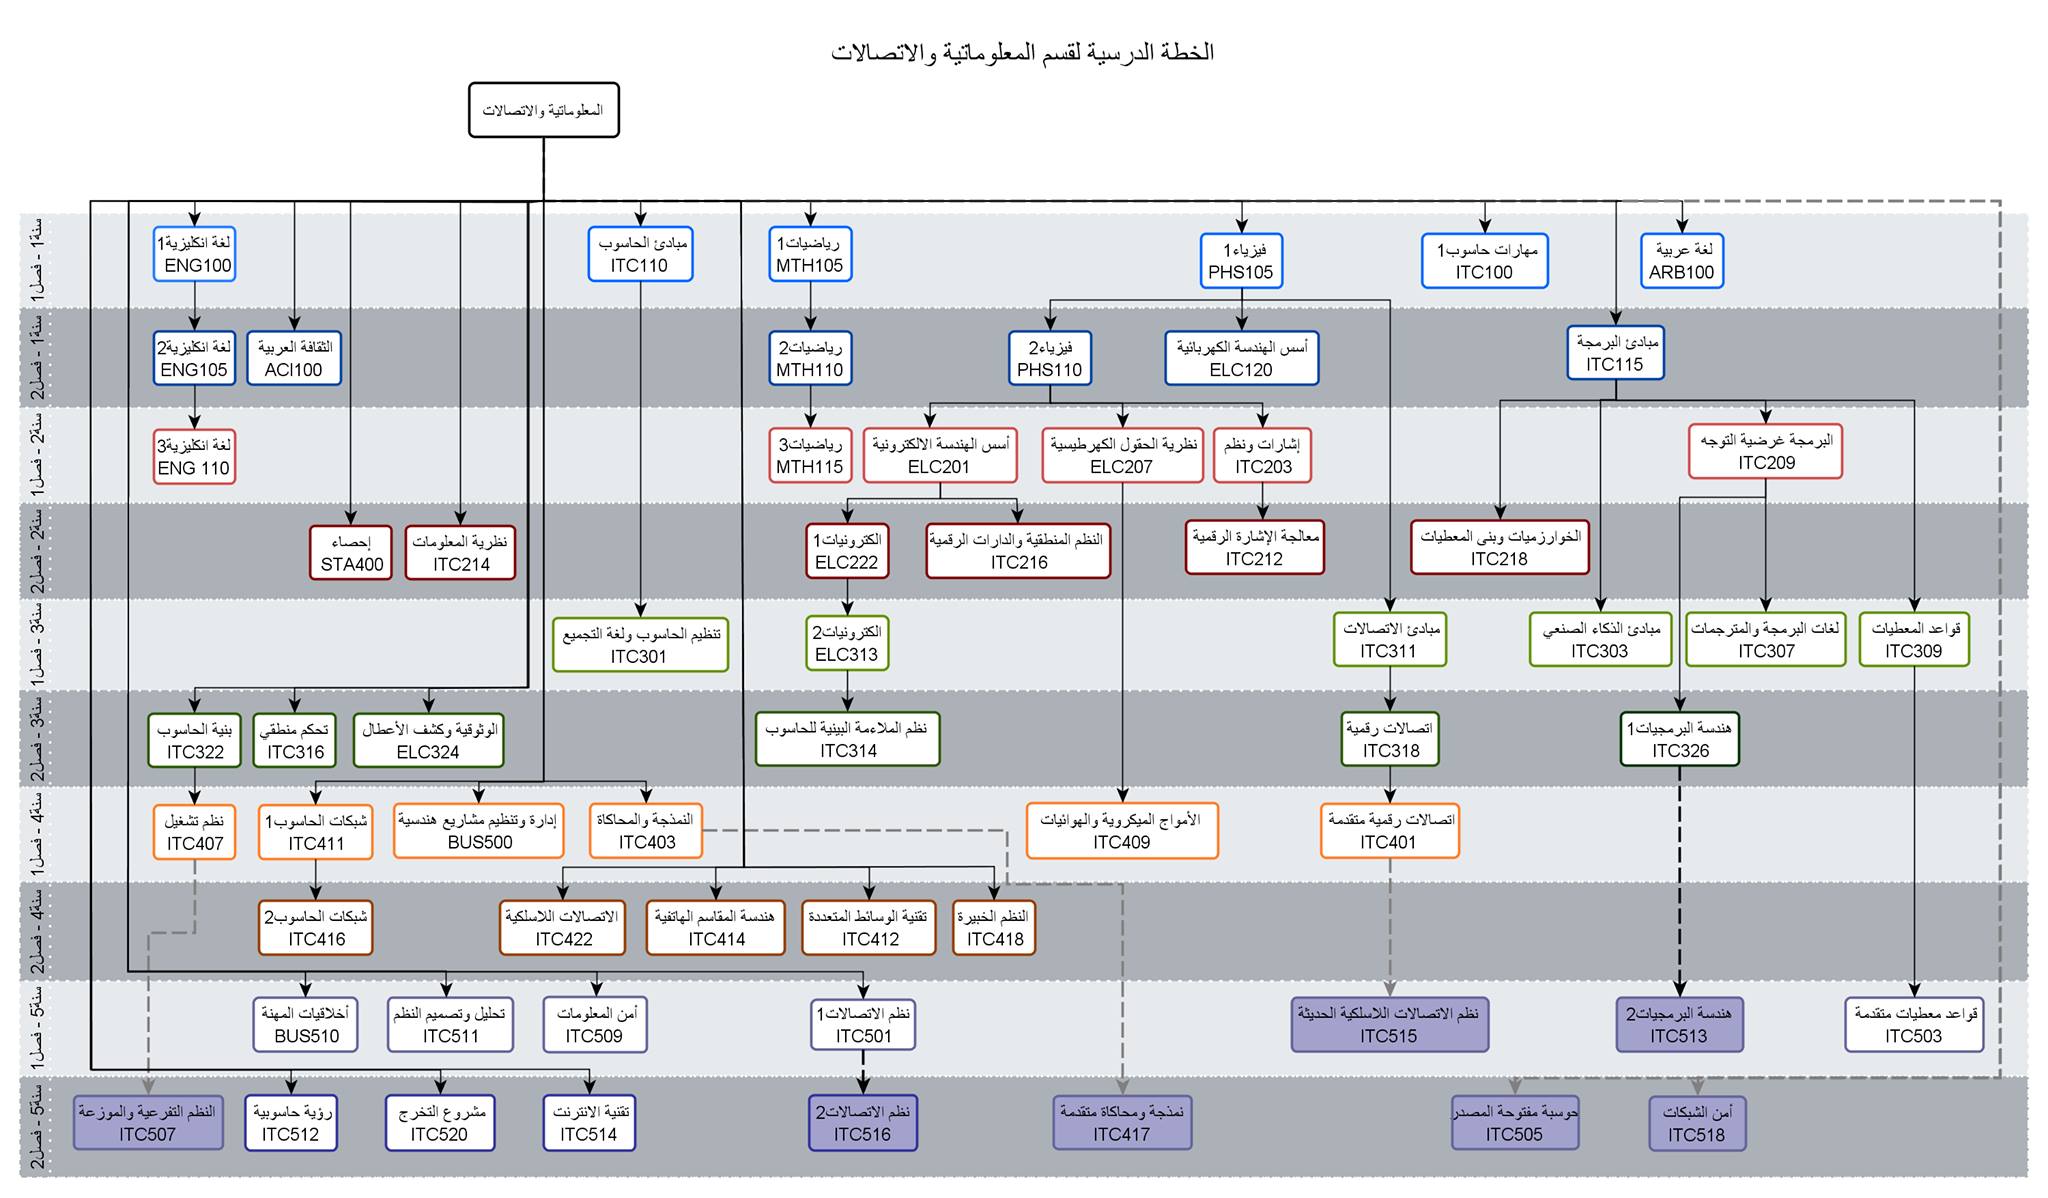 الخطة الدرسية لقسم المعلوماتية والاتصالات
المعلوماتية والاتصالات
سنة1 - فصل1
لغة عربية
ARB100
مهارات حاسوب1
ITC100
فيزياء1
PHS105
رياضيات1
MTH105
مبادئ الحاسوب
ITC110
لغة انكليزية1
ENG100
سنة1 - فصل2
مبادئ البرمجة
ITC115
أسس الهندسة الكهربائية
ELC120
فيزياء2
PHS110
رياضيات2
MTH110
الثقافة العربية
ACI100
لغة انكليزية2
ENG105
سنة2 - فصل1
البرمجة غرضية التوجه
ITC209
إشارات ونظم
ITC203
نظرية الحقول الكهرطيسية
ELC207
أسس الهندسة الالكترونية
ELC201
رياضيات3
MTH115
لغة انكليزية3
ENG 110
سنة2 - فصل2
الخوارزميات وبنى المعطيات
ITC218
معالجة الإشارة الرقمية
ITC212
النظم المنطقية والدارات الرقمية
ITC216
الكترونيات1
ELC222
نظرية المعلومات
ITC214
إحصاء
STA400
سنة3 - فصل1
قواعد المعطيات
ITC309
لغات البرمجة والمترجمات
ITC307
مبادئ الذكاء الصنعي
ITC303
مبادئ الاتصالات
ITC311
الكترونيات2
ELC313
تنظيم الحاسوب ولغة التجميع
ITC301
سنة3 - فصل2
هندسة البرمجيات1
ITC326
اتصالات رقمية
ITC318
نظم الملاءمة البينية للحاسوب
ITC314
الوثوقية وكشف الأعطال
ELC324
تحكم منطقي
ITC316
بنية الحاسوب
ITC322
سنة4 - فصل1
اتصالات رقمية متقدمة
ITC401
الأمواج الميكروية والهوائيات
ITC409
النمذجة والمحاكاة
ITC403
إدارة وتنظيم مشاريع هندسية
BUS500
شبكات الحاسوب1
ITC411
نظم تشغيل
ITC407
سنة4 - فصل2
النظم الخبيرة
ITC418
تقنية الوسائط المتعددة
ITC412
هندسة المقاسم الهاتفية
ITC414
الاتصالات اللاسلكية
ITC422
شبكات الحاسوب2
ITC416
سنة5 - فصل1
قواعد معطيات متقدمة
ITC503
هندسة البرمجيات2
ITC513
نظم الاتصالات اللاسلكية الحديثة
ITC515
نظم الاتصالات1
ITC501
أمن المعلومات
ITC509
تحليل وتصميم النظم
ITC511
أخلاقيات المهنة
BUS510
سنة5 - فصل2
أمن الشبكات
ITC518
حوسبة مفتوحة المصدر
ITC505
نمذجة ومحاكاة متقدمة
ITC417
نظم الاتصالات2
ITC516
تقنية الانترنت
ITC514
مشروع التخرج
ITC520
رؤية حاسوبية
ITC512
النظم التفرعية والموزعة
ITC507